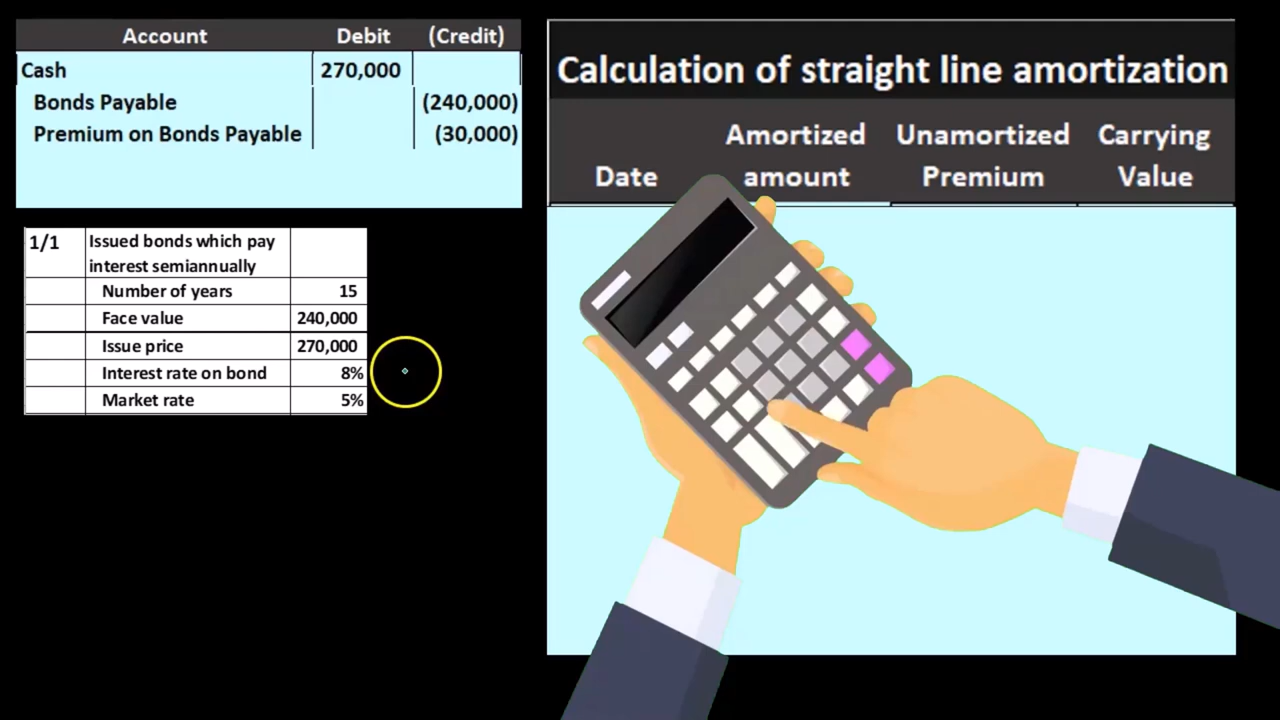 Account Debit (Credit)
Cash 270,000
Bonds Payable (240,000)
Premium on Bonds Payable (30,000)
1/1 Issued bonds which pay
interest semiannually
Number of years 15
Face value 240,000
Issue price 270,000
Interest rate on bond 8%
Market rate 5%
Calculation of straight line amortization
Amortized Unamortized Carrying
Date amount Premium Value